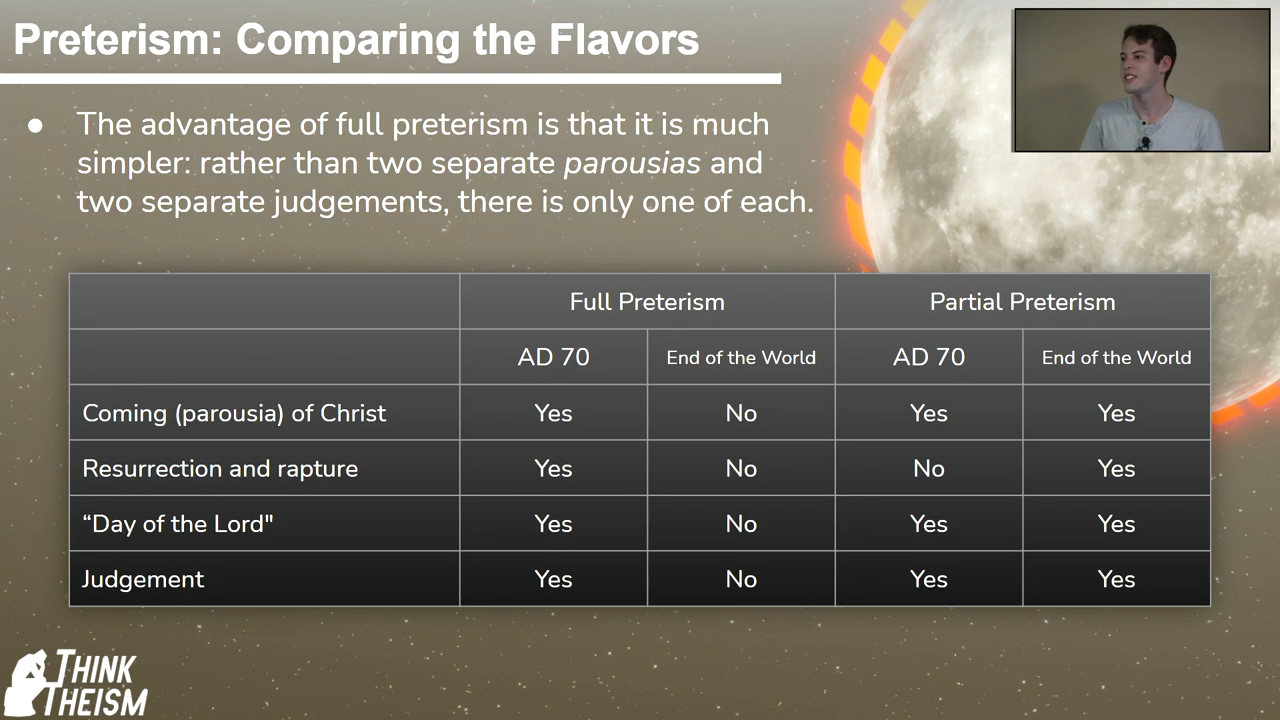 Preterism: Comparing the Flavors
● The advantage of full preterism is that it is much
simpler: rather than two separate parousias and
two separate judgements, there is only one of each.
Full Preterism Partial Preterism
AD 70 End of the World AD 70 End of the World
Coming (parousia) of Christ Yes No Yes Yes
Resurrection and rapture Yes No No Yes
“Day of the Lord" Yes No Yes Yes
Judgement Yes No Yes Yes
THINK
THEISM